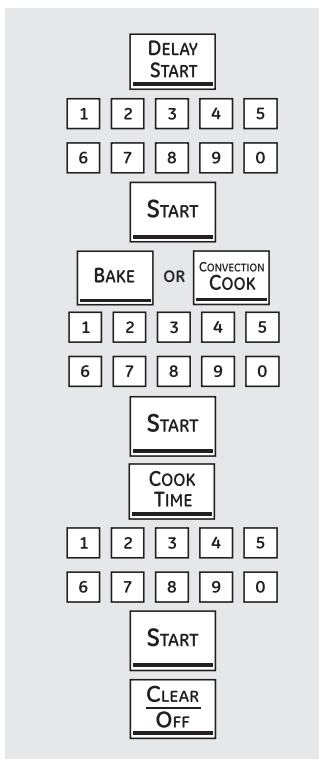 DELAY
START
1 2 3 4 5
6 7 8 9 0
START
BAKE OR CONVECTION COOK
1 2 3 4 5
6 7 8 9 0
START
COOK
TIME
1 2 3 4 5
6 7 8 9 0
START
CLEAR
OFF